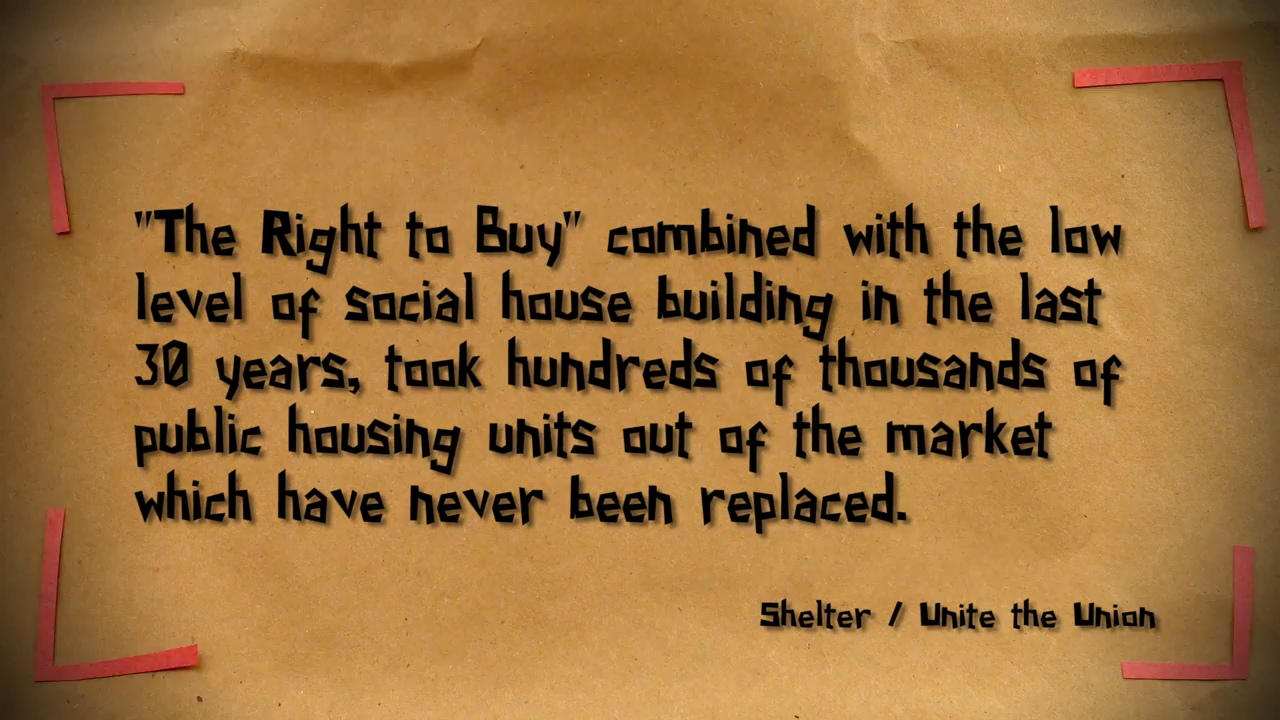 "The Right to Buy" combined with the low
level of social house building in the last
30 years, took hundreds of thousands of
public housing units out of the market
which have never been replaced.
Shelter / Unite the Union